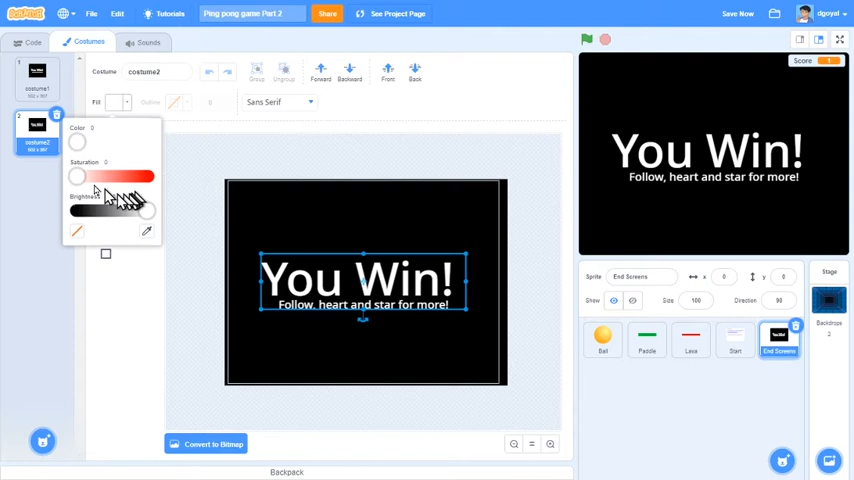 SCRATCH File Edit Tutorials Ping pong game Part 2 Share See Project Page Save Now dgoyal
Code Costumes Sounds
Score 1
1
costume1
2
costume2
Costume costume2 Group Ungroup Forward Backward Front Back
Fill Outline 0 Sans Serif
Color 0
Saturation 0
Brightness
You Win!
Follow, heart and star for more!
You Win!
Follow, heart and star for more!
Convert to Bitmap
Backpack
Sprite End Screens x 0 y 0
Show Size 100 Direction 90
Ball Paddle Lava Start End Screens
Stage
Backdrops
2